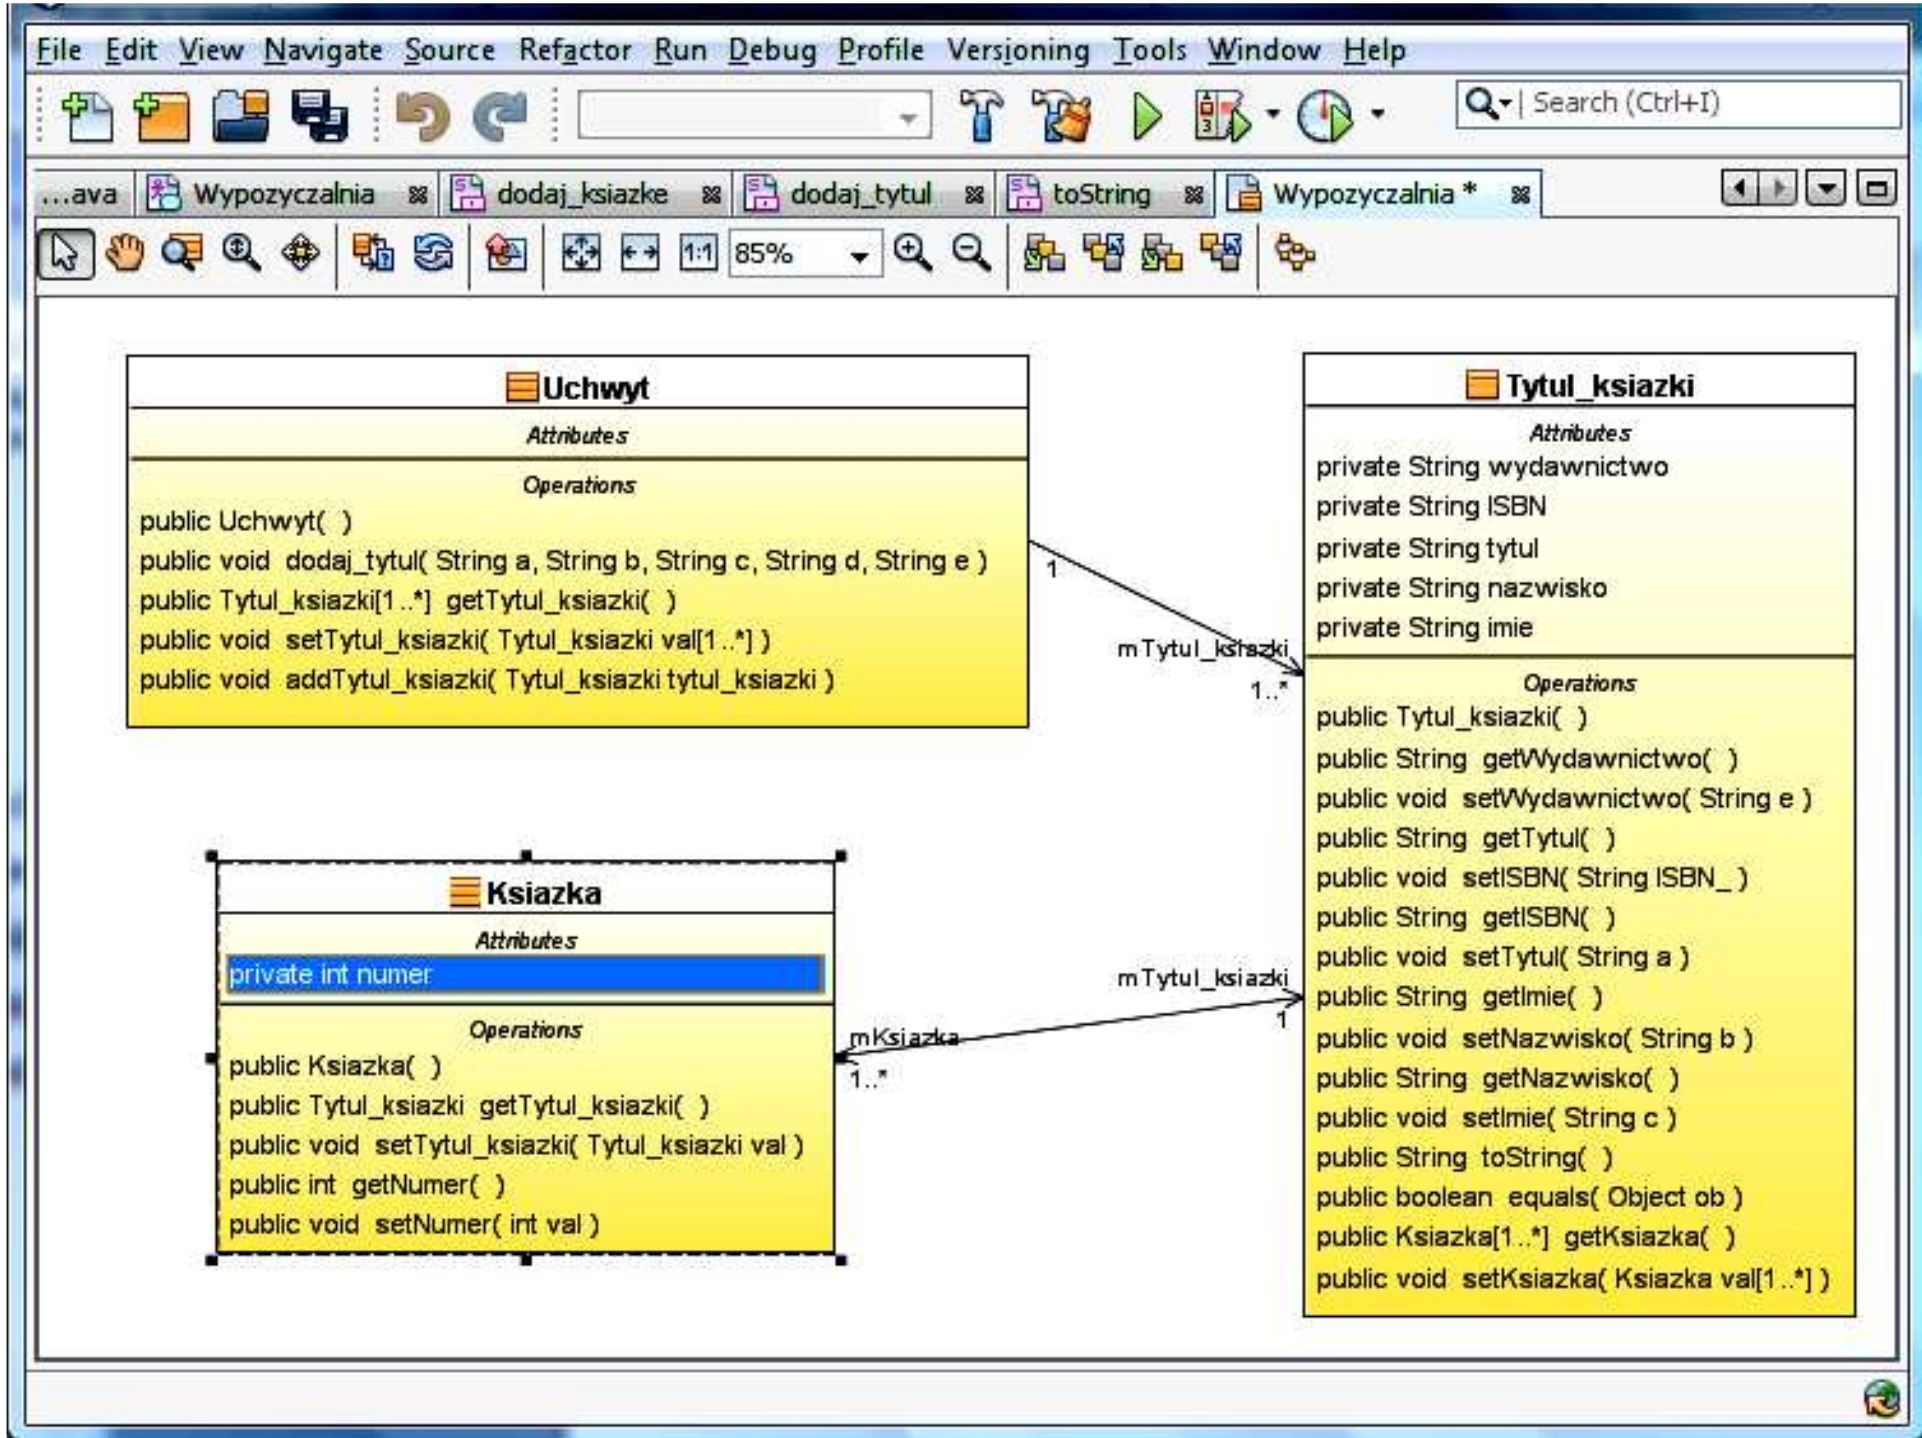 File Edit View Navigate Source Refactor Run Debug Profile Versioning Tools Window Help
Search (Ctrl+I)
...ava Wypozyczalnia dodaj_ksiazke dodaj_tytul toString Wypozyczalnia *
1:1 85%
Uchwyt
Attributes
Operations
public Uchwyt( )
public void dodaj_tytul( String a, String b, String c, String d, String e )
public Tytul_ksiazki[1..*] getTytul_ksiazki( )
public void setTytul_ksiazki( Tytul_ksiazki val[1..*] )
public void addTytul_ksiazki( Tytul_ksiazki tytul_ksiazki )
1
mTytul_ksiazki
1..*
Tytul_ksiazki
Attributes
private String wydawnictwo
private String ISBN
private String tytul
private String nazwisko
private String imie
Operations
public Tytul_ksiazki( )
public String getWydawnictwo( )
public void setWydawnictwo( String e )
public String getTytul( )
public void setISBN( String ISBN_ )
public String getISBN( )
public void setTytul( String a )
public String getImie( )
public void setNazwisko( String b )
public String getNazwisko( )
public void setImie( String c )
public String toString( )
public boolean equals( Object ob )
public Ksiazka[1..*] getKsiazka( )
public void setKsiazka( Ksiazka val[1..*] )
Ksiazka
Attributes
private int numer
Operations
public Ksiazka( )
public Tytul_ksiazki getTytul_ksiazki( )
public void setTytul_ksiazki( Tytul_ksiazki val )
public int getNumer( )
public void setNumer( int val )
mTytul_ksiazki
1
mKsiazka
1..*